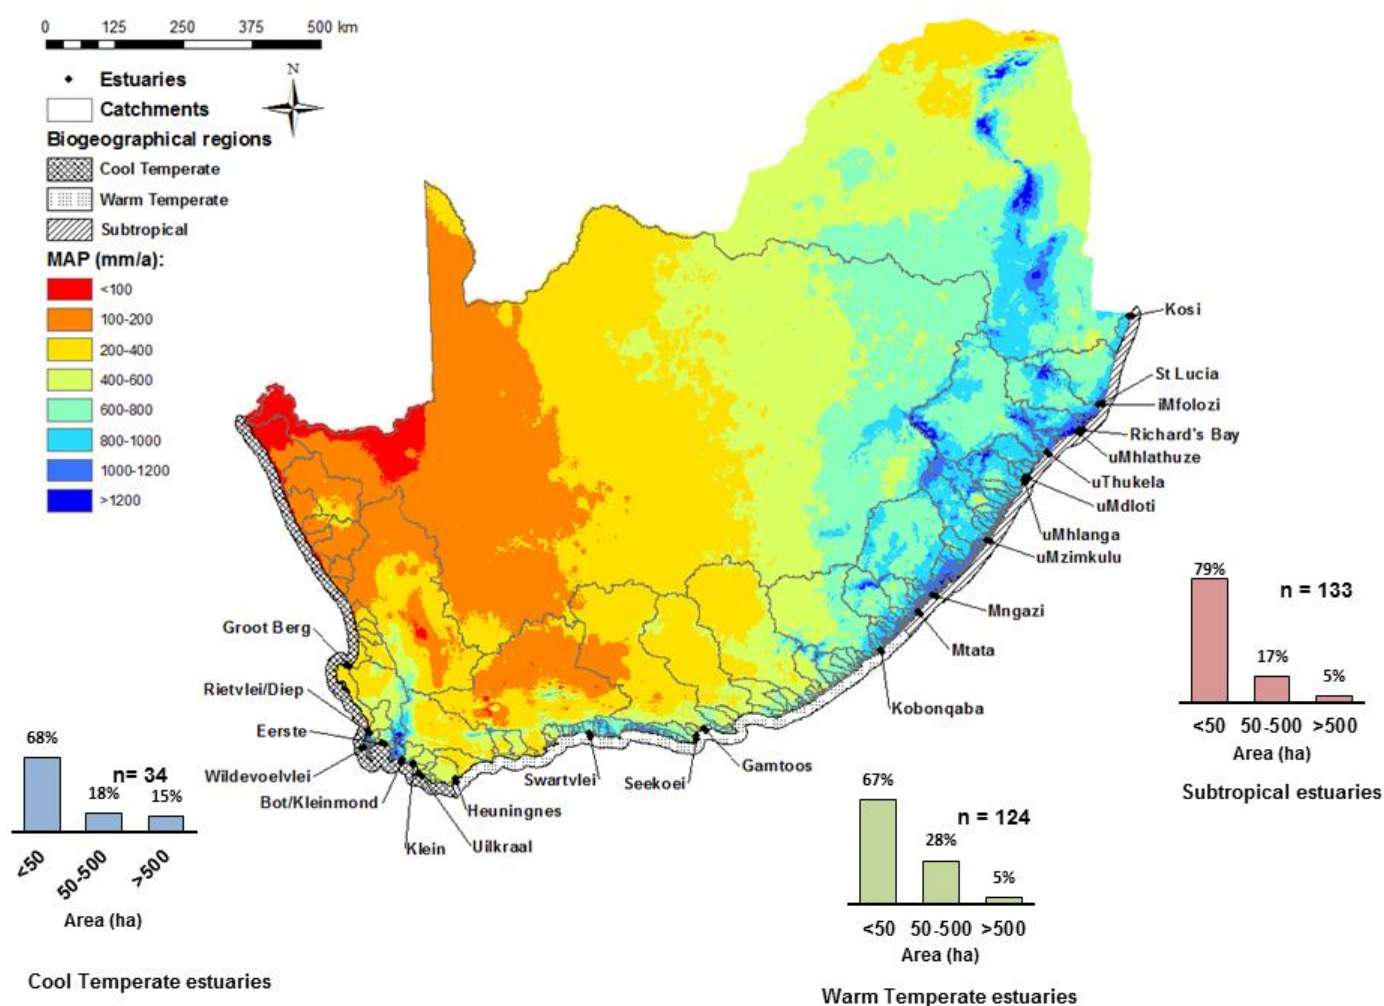 0 125 250 375 500 km
N
Estuaries
Catchments
Biogeographical regions
Cool Temperate
Warm Temperate
Subtropical
MAP (mm/a):
<100
100-200
200-400
400-600
600-800
800-1000
1000-1200
>1200
Kosi
St Lucia
iMfolozi
Richard's Bay
uMhlathuze
uThukela
uMdloti
uMhlanga
uMzimkulu
Mngazi
Mtata
Kobonqaba
Gamtoos
Seekoei
Swartvlei
Heuningnes
Uilkraal
Klein
Bot/Kleinmond
Wildevoelvlei
Eerste
Rietvlei/Diep
Groot Berg
68%
n= 34
18% 15%
<50 50-500 >500
Area (ha)
Cool Temperate estuaries
67%
n = 124
28%
5%
<50 50-500 >500
Area (ha)
Warm Temperate estuaries
79%
n = 133
17%
5%
<50 50-500 >500
Area (ha)
Subtropical estuaries